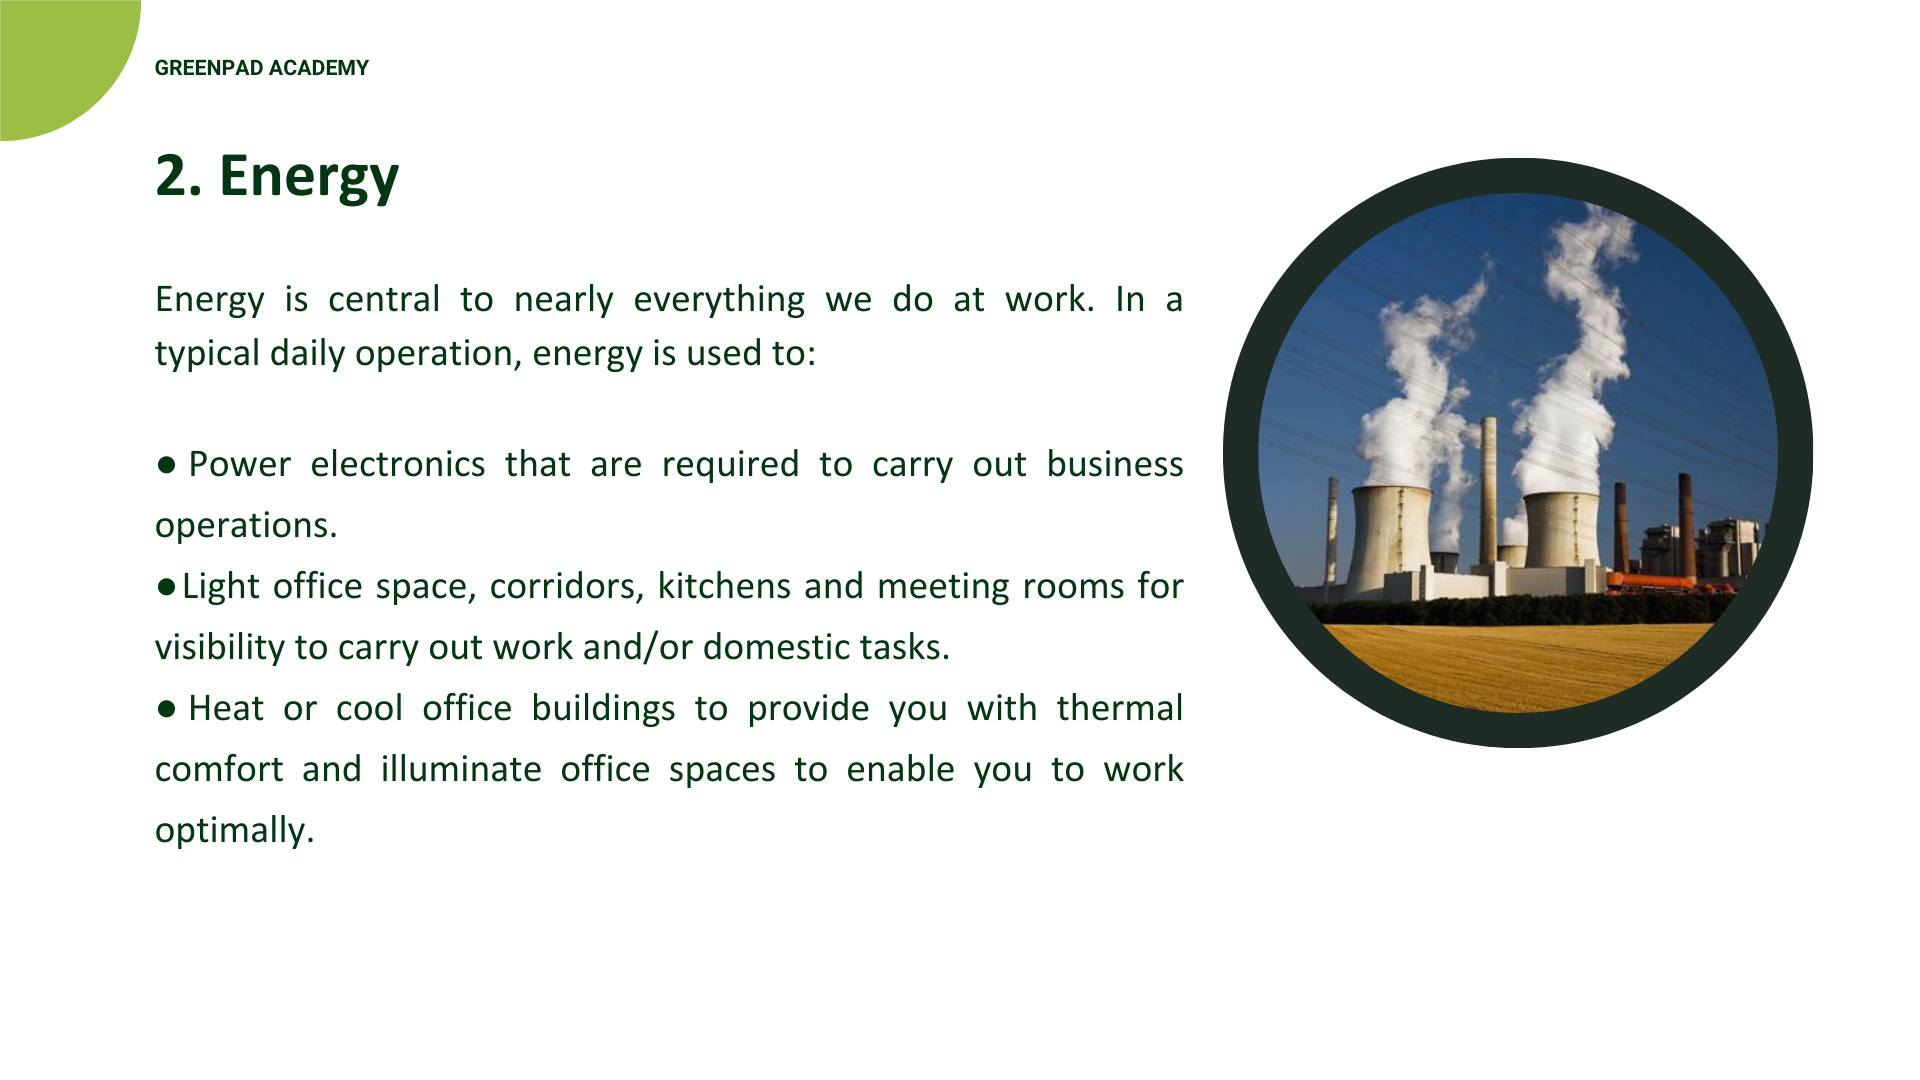 GREENPAD ACADEMY
2. Energy
Energy is central to nearly everything we do at work. In a
typical daily operation, energy is used to:
● Power electronics that are required to carry out business
operations.
●Light office space, corridors, kitchens and meeting rooms for
visibility to carry out work and/or domestic tasks.
● Heat or cool office buildings to provide you with thermal
comfort and illuminate office spaces to enable you to work
optimally.